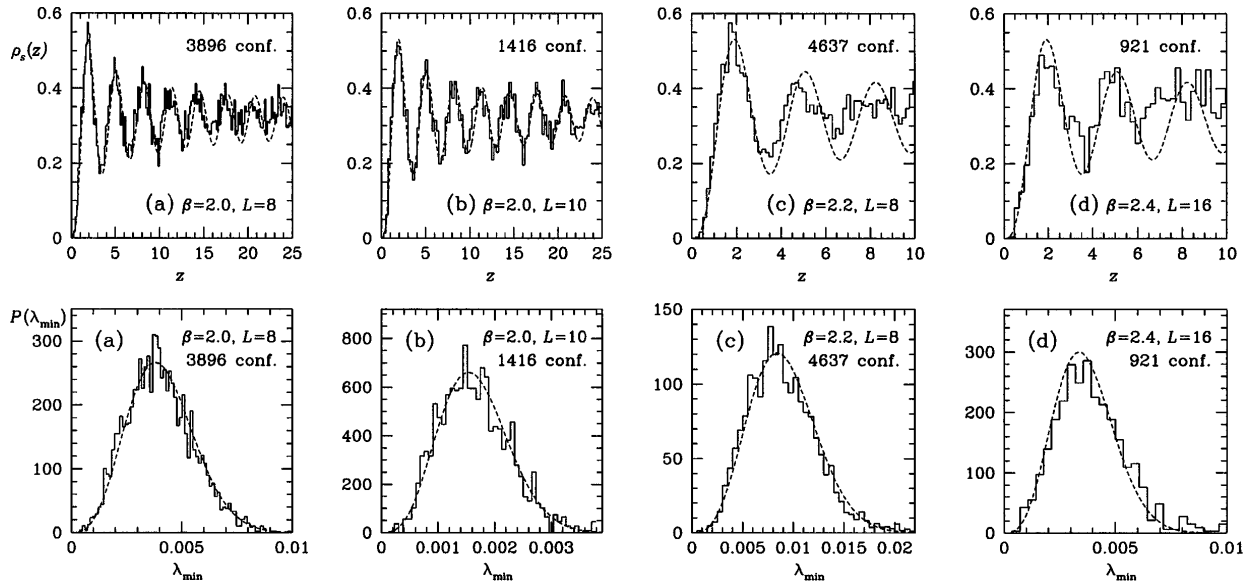 ρs(z)
0.6
0.4
0.2
0
3896 conf.
(a) β=2.0, L=8
0 5 10 15 20 25
z
0.6
0.4
0.2
0
1416 conf.
(b) β=2.0, L=10
0 5 10 15 20 25
z
0.6
0.4
0.2
0
4637 conf.
(c) β=2.2, L=8
0 2 4 6 8 10
z
0.6
0.4
0.2
0
921 conf.
(d) β=2.4, L=16
0 2 4 6 8 10
z
P(λmin)
300
200
100
0
(a)
β=2.0, L=8
3896 conf.
0 0.005 0.01
λmin
800
600
400
200
0
(b)
β=2.0, L=10
1416 conf.
0 0.001 0.002 0.003
λmin
150
100
50
0
(c)
β=2.2, L=8
4637 conf.
0 0.005 0.01 0.015 0.02
λmin
300
200
100
0
(d)
β=2.4, L=16
921 conf.
0 0.005 0.01
λmin